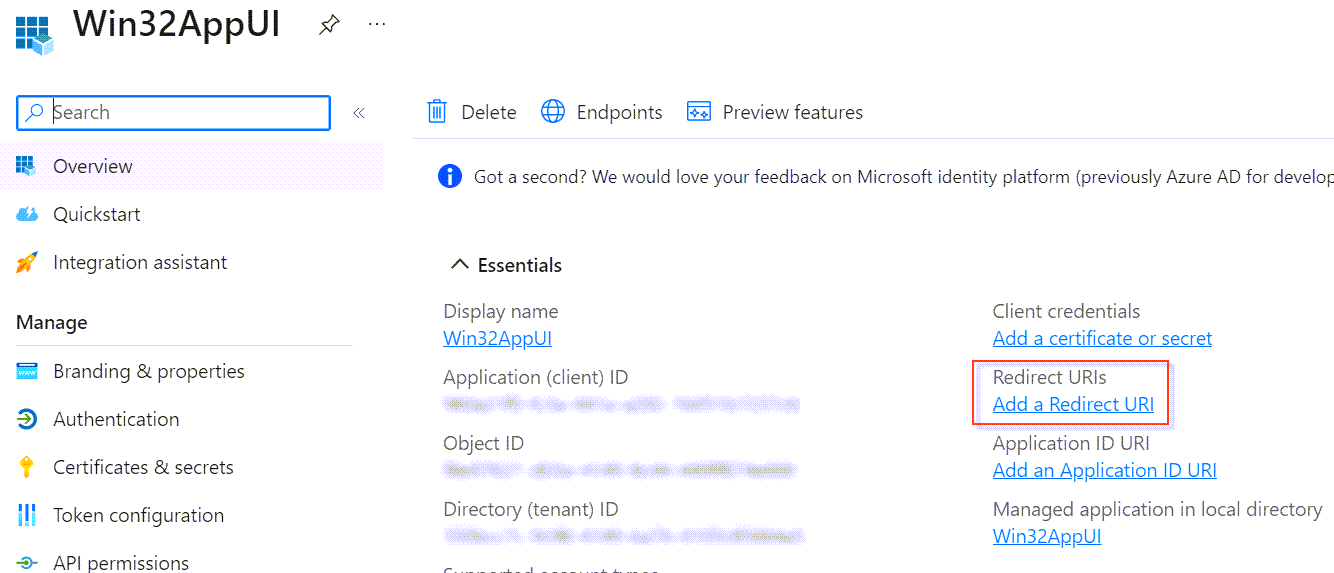 Win32AppUI
Search
Overview
Quickstart
Integration assistant
Manage
Branding & properties
Authentication
Certificates & secrets
Token configuration
API permissions
Delete Endpoints Preview features
Got a second? We would love your feedback on Microsoft identity platform (previously Azure AD for develop
Essentials
Display name
Win32AppUI
Application (client) ID
Object ID
Directory (tenant) ID
Supported account types
Client credentials
Add a certificate or secret
Redirect URIs
Add a Redirect URI
Application ID URI
Add an Application ID URI
Managed application in local directory
Win32AppUI